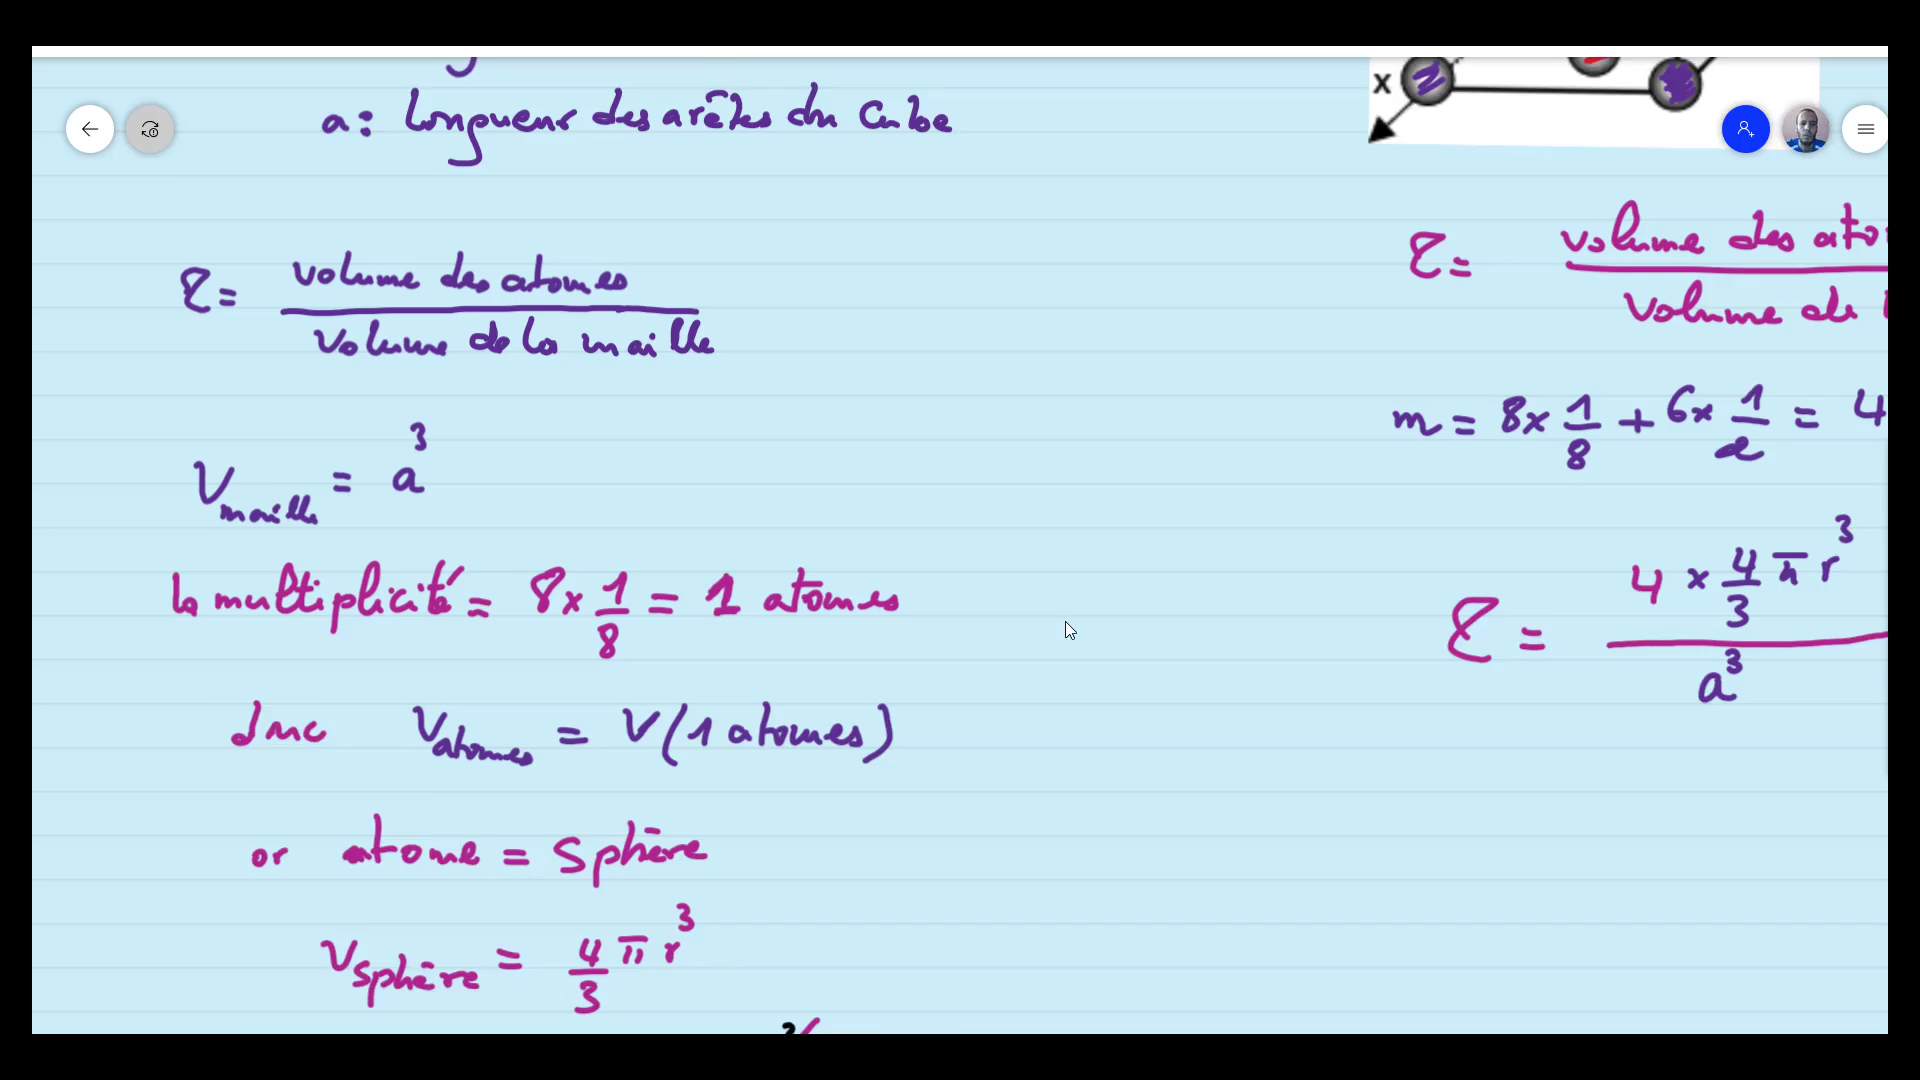 a : longueur des arêtes du Cube
τ = volume des atomes / volume de la maille
V maille = a³
la multiplicité = 8 x 1/8 = 1 atomes
donc V atomes = V (1 atomes)
or atome = sphère
V sphère = 4/3 π r³
X
τ = volume des ato
volume de
m = 8x 1/8 + 6x 1/2 = 4
τ = 4 x 4/3 π r³ / a³